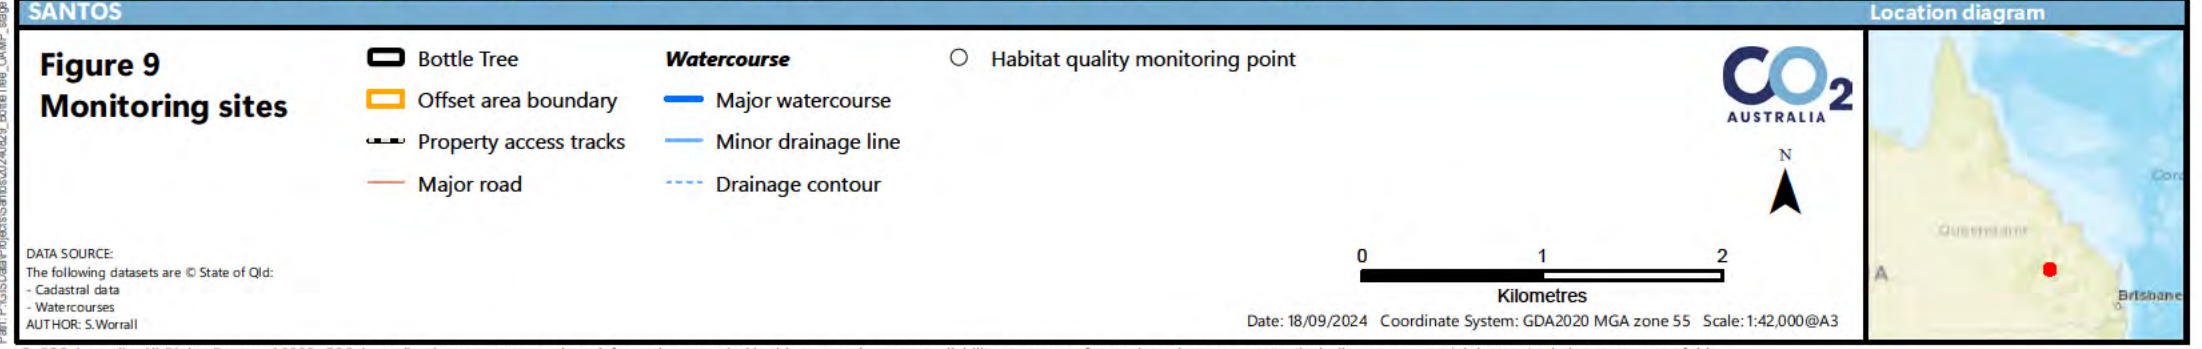 SANTOS
Location diagram
Figure 9
Monitoring sites
Bottle Tree
Offset area boundary
Property access tracks
Major road
Watercourse
Major watercourse
Minor drainage line
Drainage contour
Habitat quality monitoring point
CO2
AUSTRALIA
N
0 1 2
Kilometres
DATA SOURCE:
The following datasets are © State of Qld:
- Cadastral data
- Watercourses
AUTHOR: S.Worrall
Date: 18/09/2024 Coordinate System: GDA2020 MGA zone 55 Scale:1:42,000@A3
Queensland
A
Brisbane